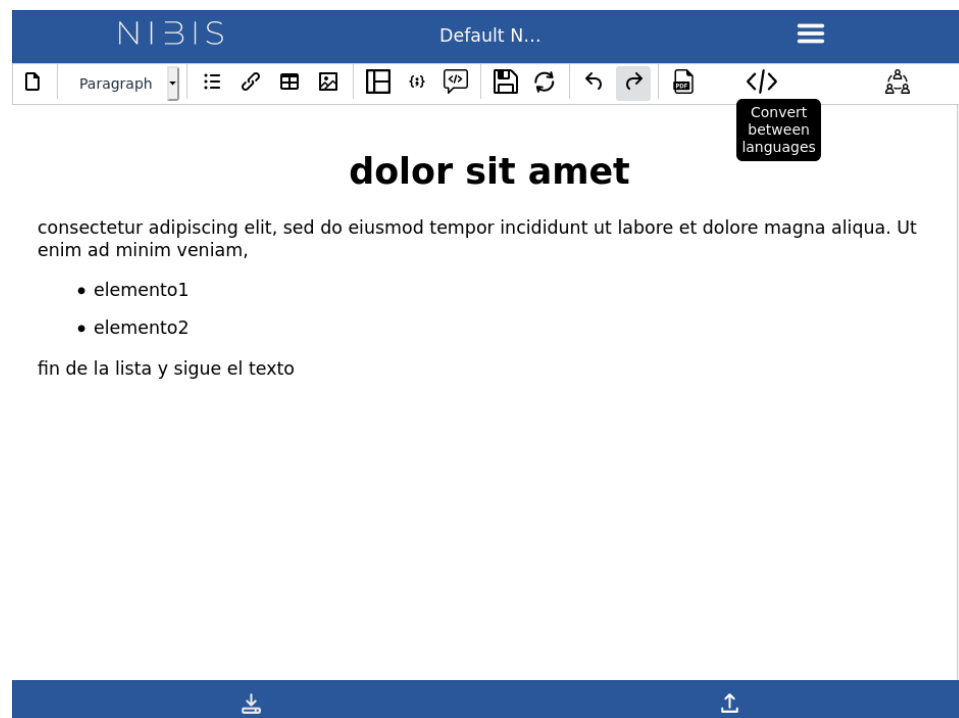 NIBIS
Default N...
Paragraph
PDF
Convert
between
languages
dolor sit amet
consectetur adipiscing elit, sed do eiusmod tempor incididunt ut labore et dolore magna aliqua. Ut
enim ad minim veniam,
• elemento1
• elemento2
fin de la lista y sigue el texto